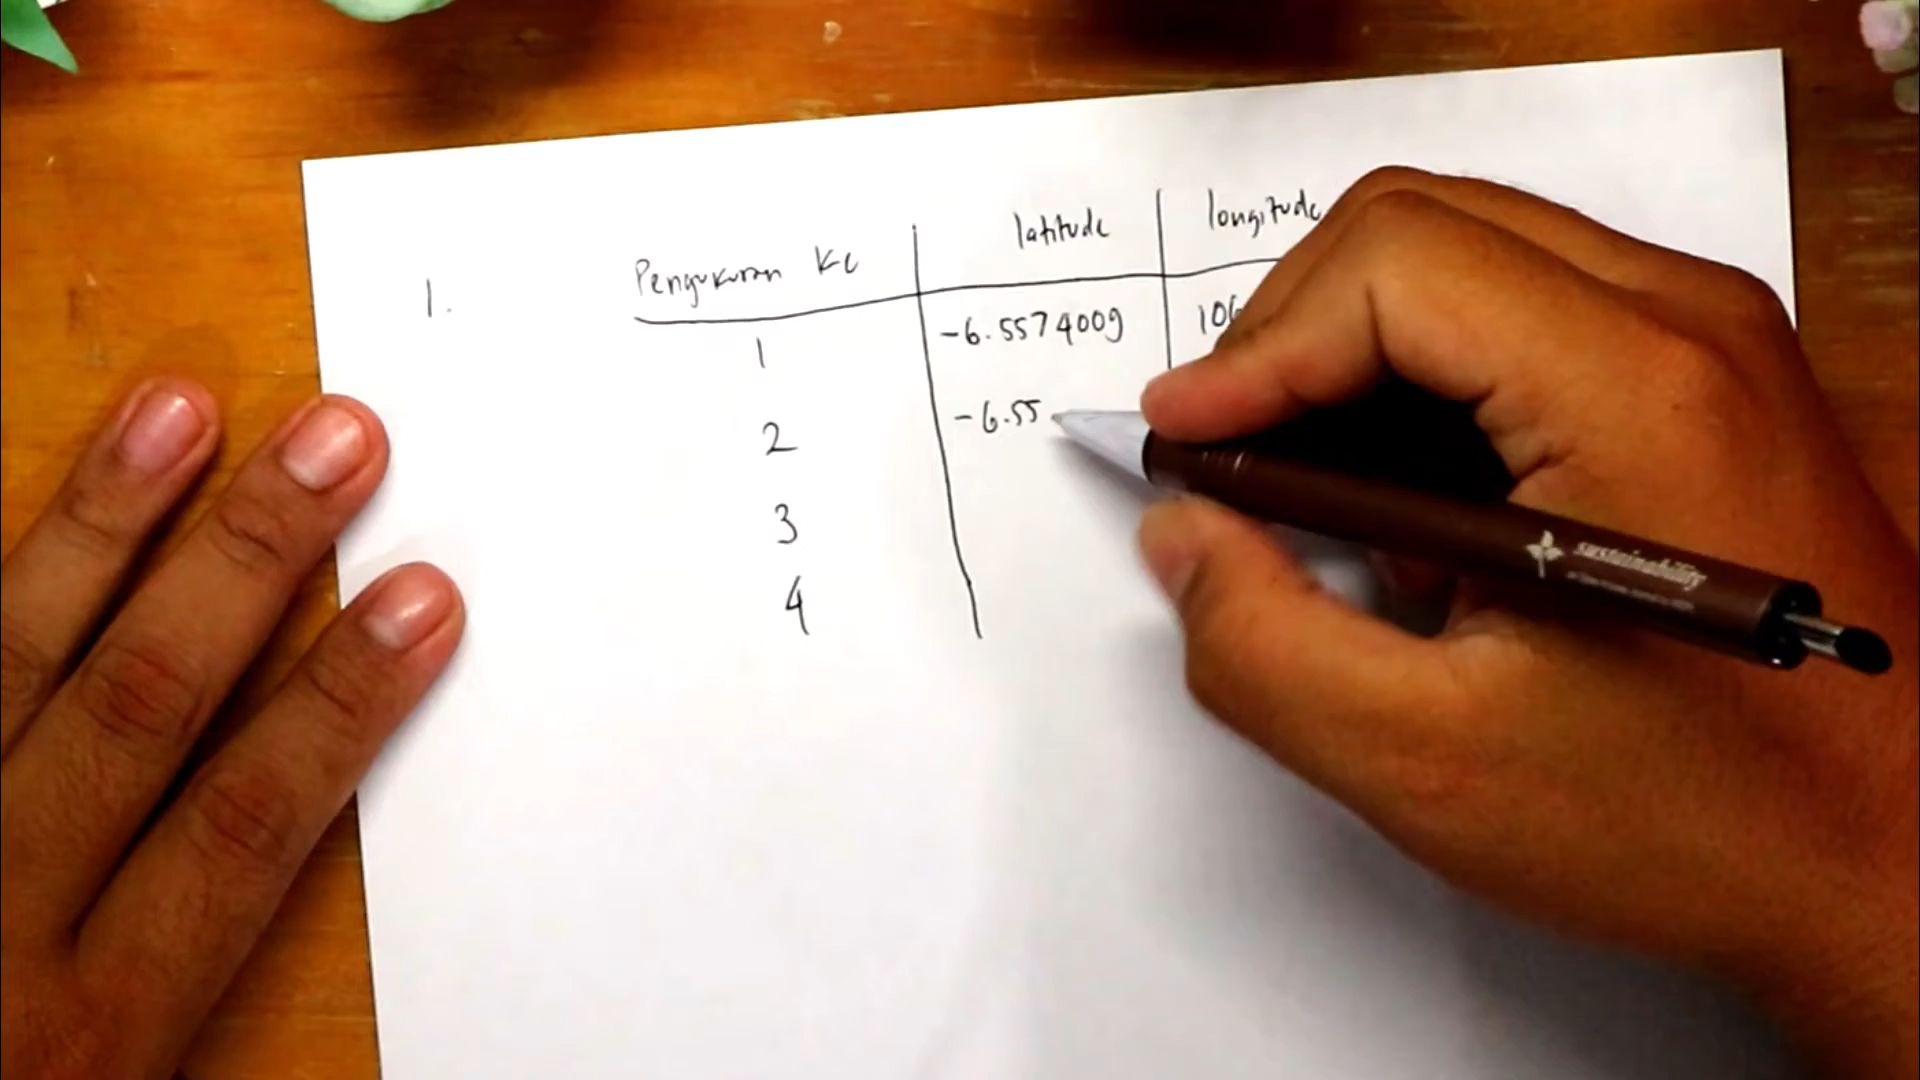 1. Pengukuran Ke latitude longitude
1 -6.5574009 106
2 -6.55
3
4
sustainability